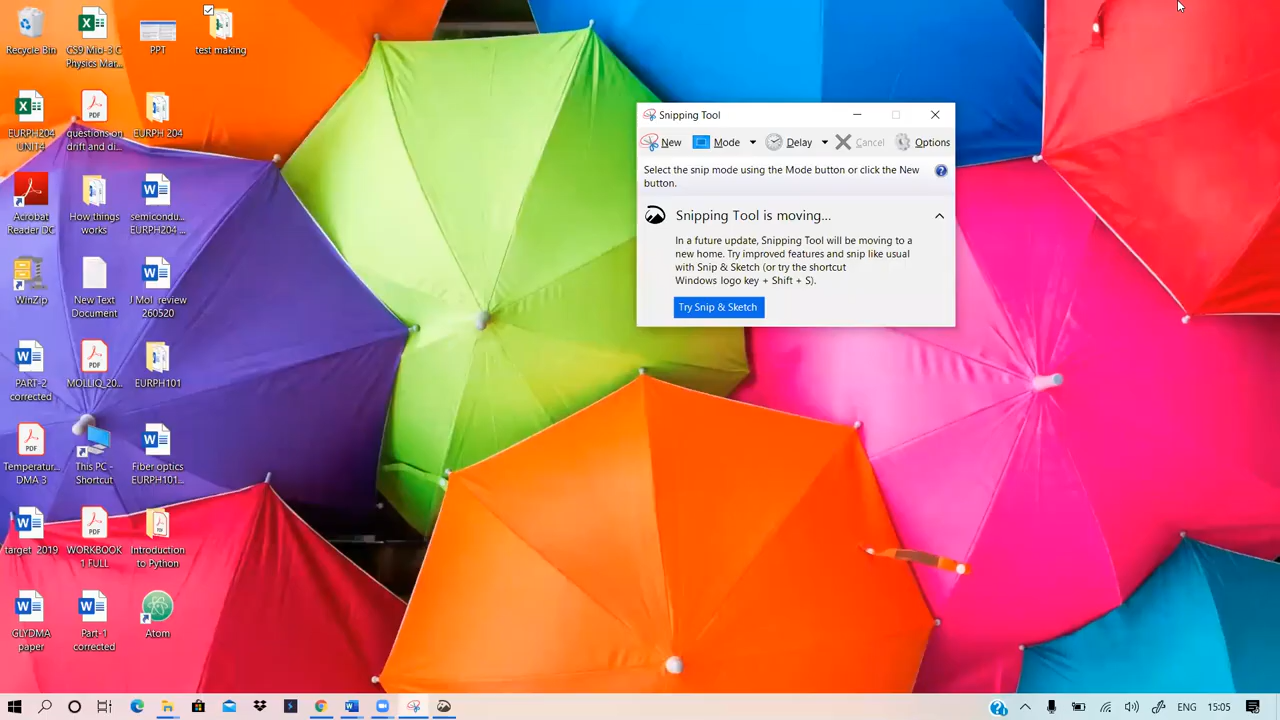 Recycle Bin
CS9 Mid-3 C
Physics Mar...
PPT
test making
EURPH204
UNIT4
questions on
drift and di...
EURPH 204
Acrobat
Reader DC
How things
works
semicondu...
EURPH204 ...
WinZip
New Text
Document
J Mol review
260520
PART-2
corrected
MOLLIQ_20...
EURPH101
Temperatur...
DMA 3
This PC -
Shortcut
Fiber optics
EURPH101...
target_2019
WORKBOOK
1 FULL
Introduction
to Python
GLYDMA
paper
Part-1
corrected
Atom
Snipping Tool
New Mode Delay Cancel Options
Select the snip mode using the Mode button or click the New
button.
Snipping Tool is moving...
In a future update, Snipping Tool will be moving to a
new home. Try improved features and snip like usual
with Snip & Sketch (or try the shortcut
Windows logo key + Shift + S).
Try Snip & Sketch
ENG 15:05